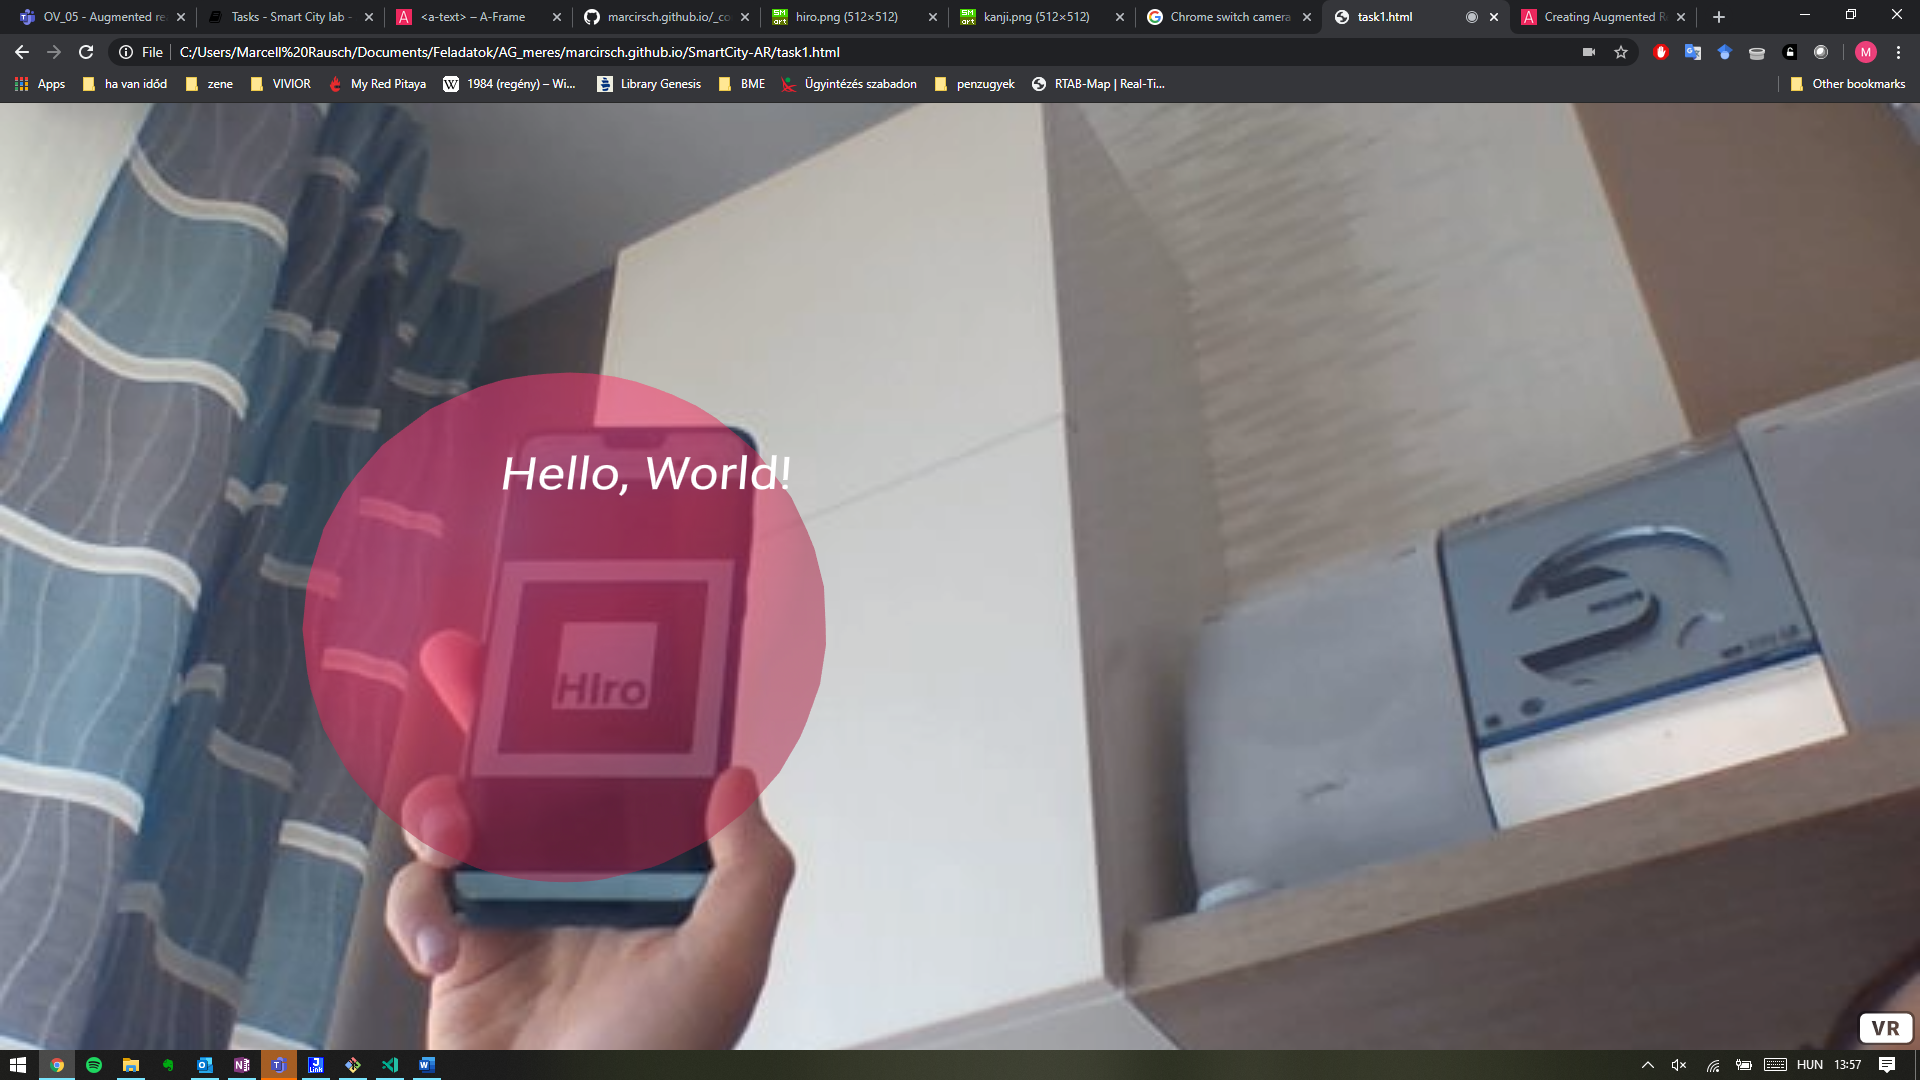 OV_05 - Augmented re
Tasks - Smart City lab -
<a-text> – A-Frame
marcirsch.github.io/_co
hiro.png (512×512)
kanji.png (512×512)
Chrome switch camera
task1.html
Creating Augmented R
File
C:/Users/Marcell%20Rausch/Documents/Feladatok/AG_meres/marcirsch.github.io/SmartCity-AR/task1.html
M
Apps
ha van időd
zene
VIVIOR
My Red Pitaya
1984 (regény) – Wi...
Library Genesis
BME
Ügyintézés szabadon
penzugyek
RTAB-Map | Real-Ti...
Other bookmarks
Hello, World!
HIro
VR
HUN
13:57